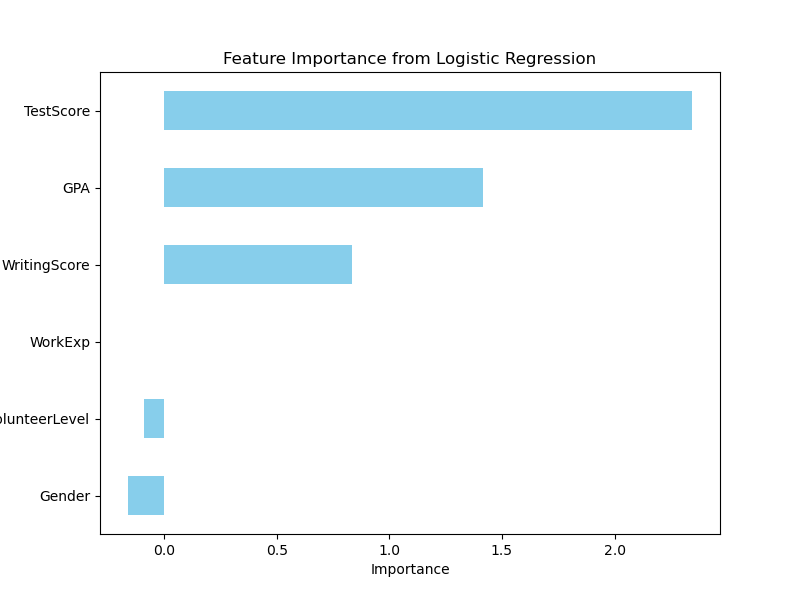 Feature Importance from Logistic Regression
TestScore
GPA
WritingScore
WorkExp
olunteerLevel
Gender
0.0 0.5 1.0 1.5 2.0
Importance